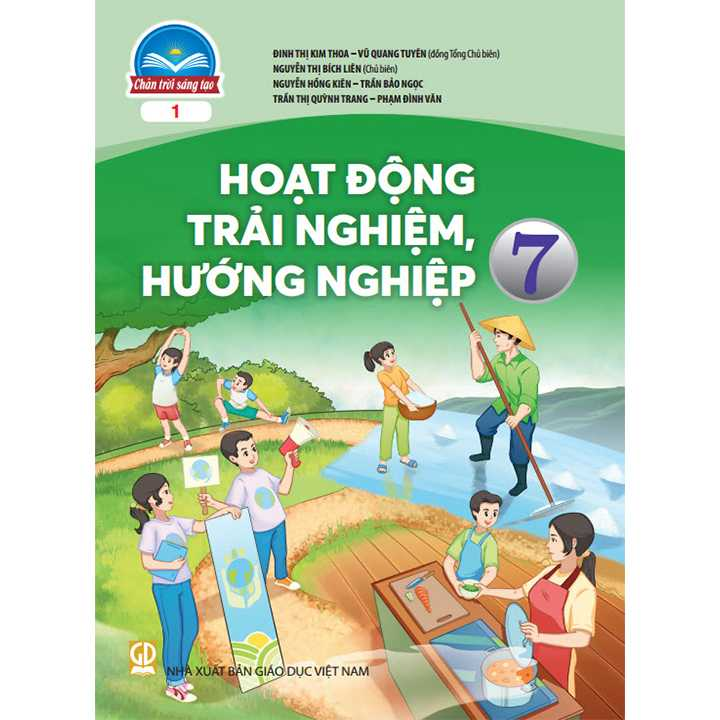 Chân trời sáng tạo
1
ĐINH THỊ KIM THOA – VŨ QUANG TUYÊN (đồng Tổng Chủ biên)
NGUYỄN THỊ BÍCH LIÊN (Chủ biên)
NGUYỄN HỒNG KIÊN – TRẦN BẢO NGỌC
TRẦN THỊ QUỲNH TRANG – PHẠM ĐÌNH VĂN
HOẠT ĐỘNG
TRẢI NGHIỆM,
HƯỚNG NGHIỆP
7
GD
NHÀ XUẤT BẢN GIÁO DỤC VIỆT NAM